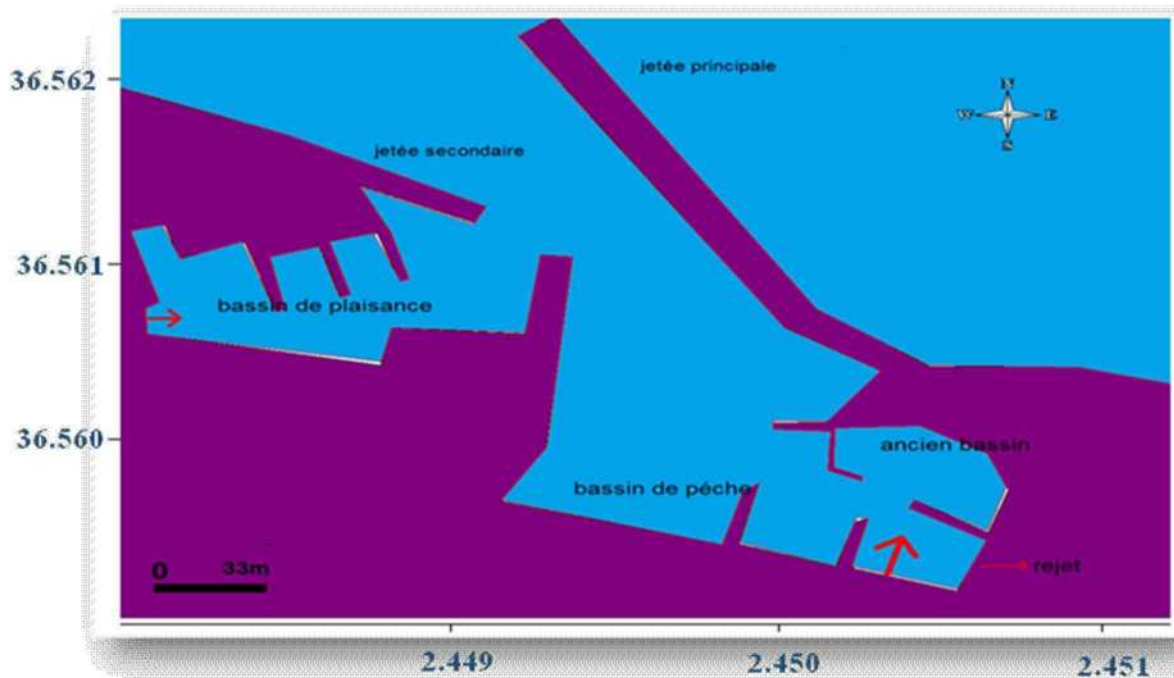 36.562
jetée principale
N
W E
S
jetée secondaire
36.561
bassin de plaisance
36.560
ancien bassin
bassin de péche
0 33m
rejet
2.449 2.450 2.451